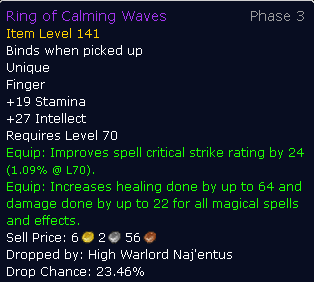 Ring of Calming Waves Phase 3
Item Level 141
Binds when picked up
Unique
Finger
+19 Stamina
+27 Intellect
Requires Level 70
Equip: Improves spell critical strike rating by 24
(1.09% @ L70).
Equip: Increases healing done by up to 64 and
damage done by up to 22 for all magical spells
and effects.
Sell Price: 6 2 56
Dropped by: High Warlord Naj'entus
Drop Chance: 23.46%